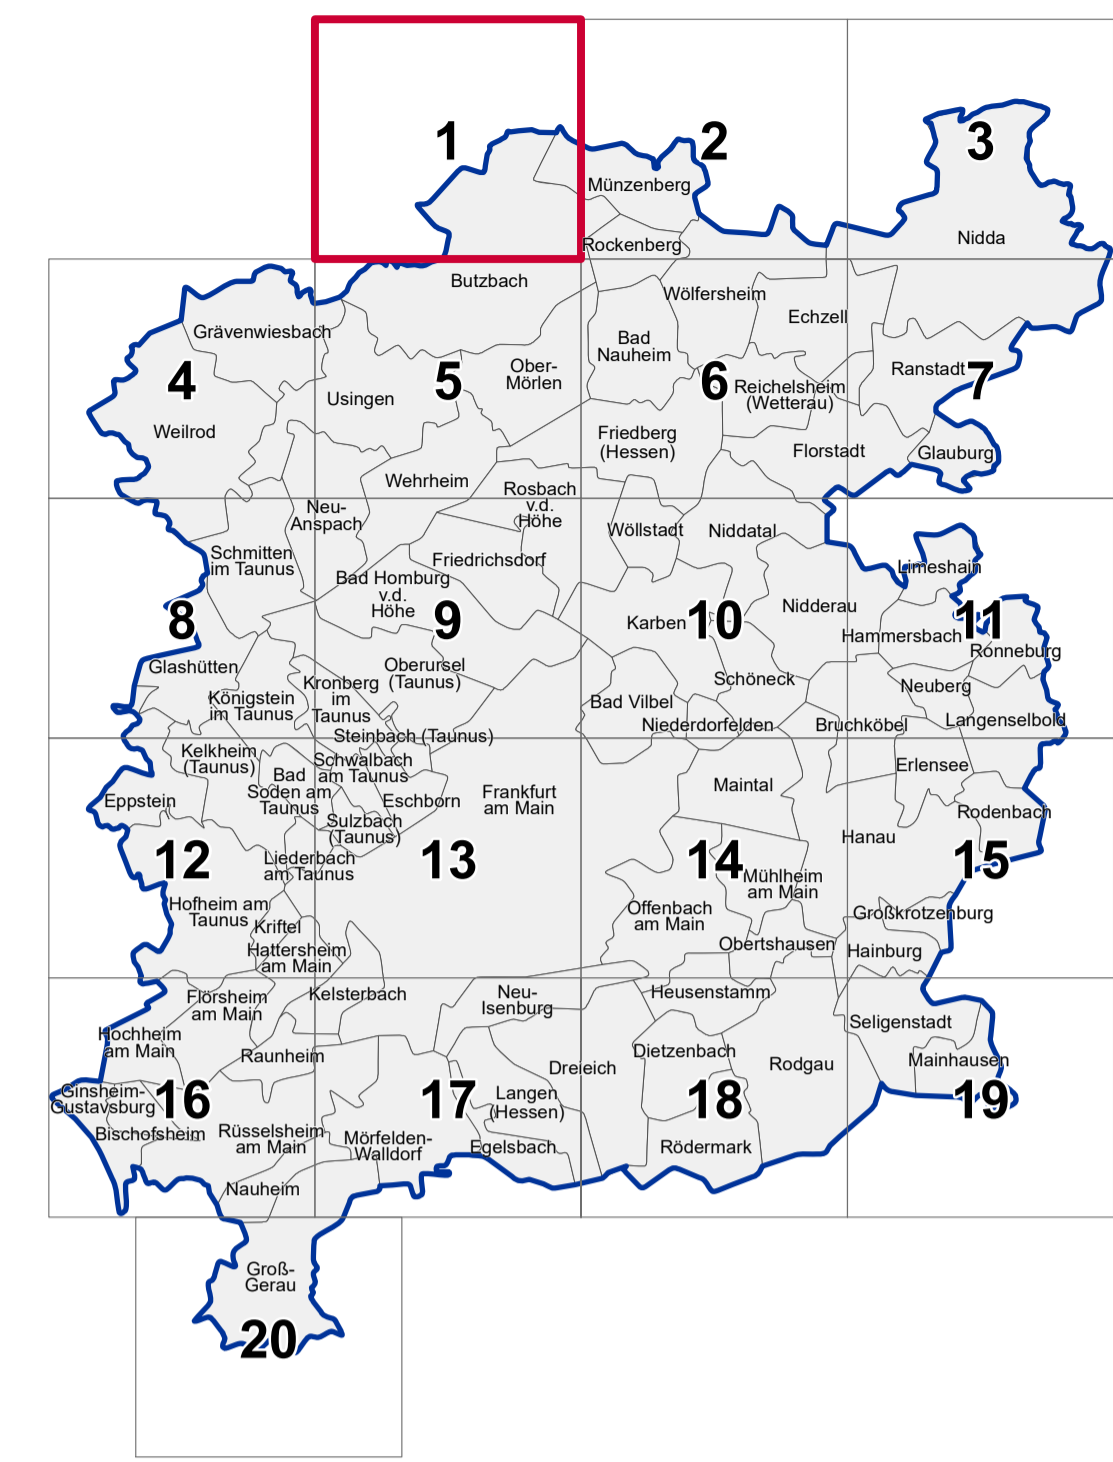 1
2
3
Münzenberg
Rockenberg
Nidda
Butzbach
Wölfersheim
Echzell
Grävenwiesbach
Bad
Nauheim
Ober-
Mörlen
Ranstadt
4
5
6
7
Usingen
Reichelsheim
(Wetterau)
Weilrod
Friedberg
(Hessen)
Florstadt
Glauburg
Wehrheim
Rosbach
v.d.
Höhe
Neu-
Anspach
Wöllstadt
Niddatal
Schmitten
im Taunus
Friedrichsdorf
Limeshain
Bad Homburg
v.d.
Höhe
Nidderau
8
9
Karben
10
11
Hammersbach
Ronneburg
Glashütten
Oberursel
(Taunus)
Schöneck
Neuberg
Königstein
im Taunus
Kronberg
im
Taunus
Bad Vilbel
Niederdorfelden
Bruchköbel
Langenselbold
Steinbach (Taunus)
Kelkheim
(Taunus)
Schwalbach
am Taunus
Erlensee
Bad
Soden am
Taunus
Maintal
Eppstein
Eschborn
Frankfurt
am Main
Rodenbach
Sulzbach
(Taunus)
Hanau
12
Liederbach
am Taunus
13
14
15
Mühlheim
am Main
Hofheim am
Taunus
Offenbach
am Main
Großkrotzenburg
Kriftel
Obertshausen
Hainburg
Hattersheim
am Main
Flörsheim
am Main
Kelsterbach
Neu-
Isenburg
Heusenstamm
Seligenstadt
Hochheim
am Main
Raunheim
Dietzenbach
Mainhausen
Dreieich
Rodgau
Ginsheim-
Gustavsburg
16
17
Langen
(Hessen)
18
19
Bischofsheim
Rüsselsheim
am Main
Mörfelden-
Walldorf
Egelsbach
Rödermark
Nauheim
Groß-
Gerau
20